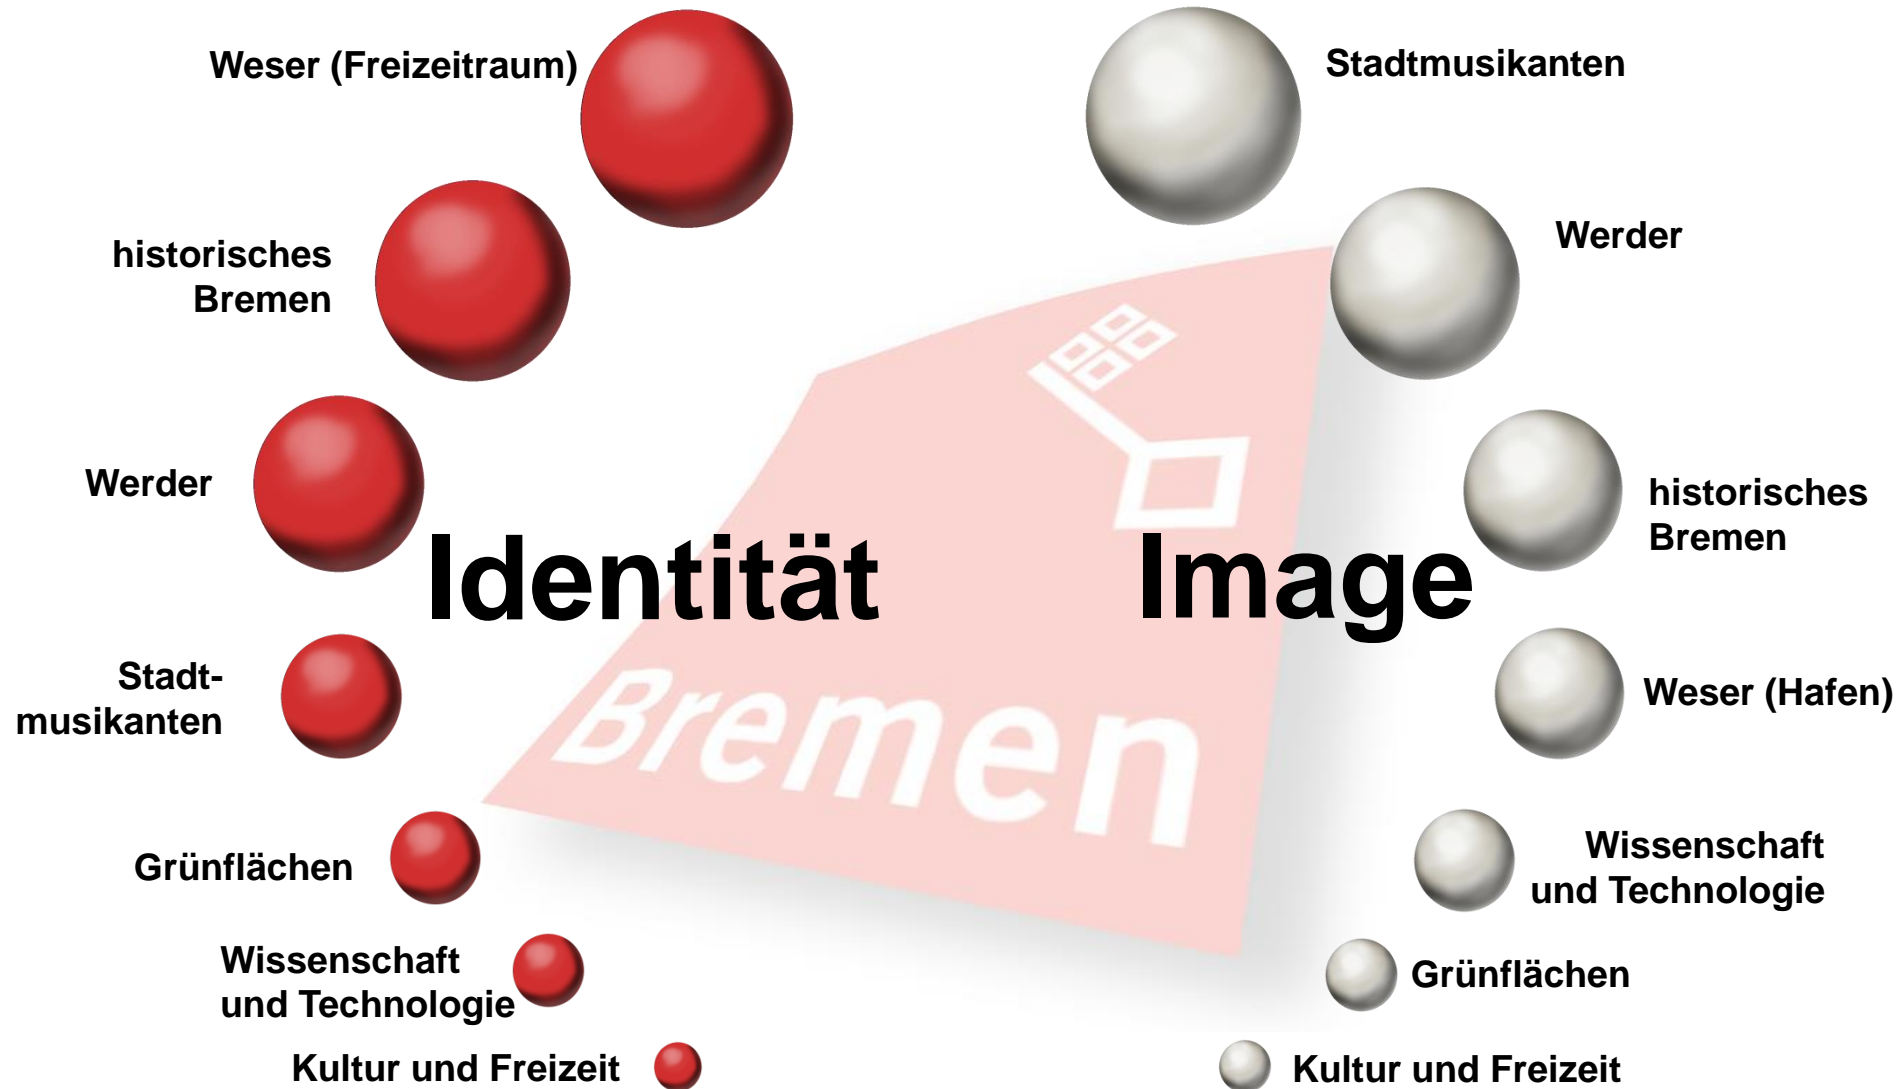 Weser (Freizeitraum)
historisches
Bremen
Werder
Identität
Stadt-
musikanten
Grünflächen
Wissenschaft
und Technologie
Kultur und Freizeit
Stadtmusikanten
Werder
historisches
Bremen
Image
Weser (Hafen)
Wissenschaft
und Technologie
Grünflächen
Kultur und Freizeit
Bremen